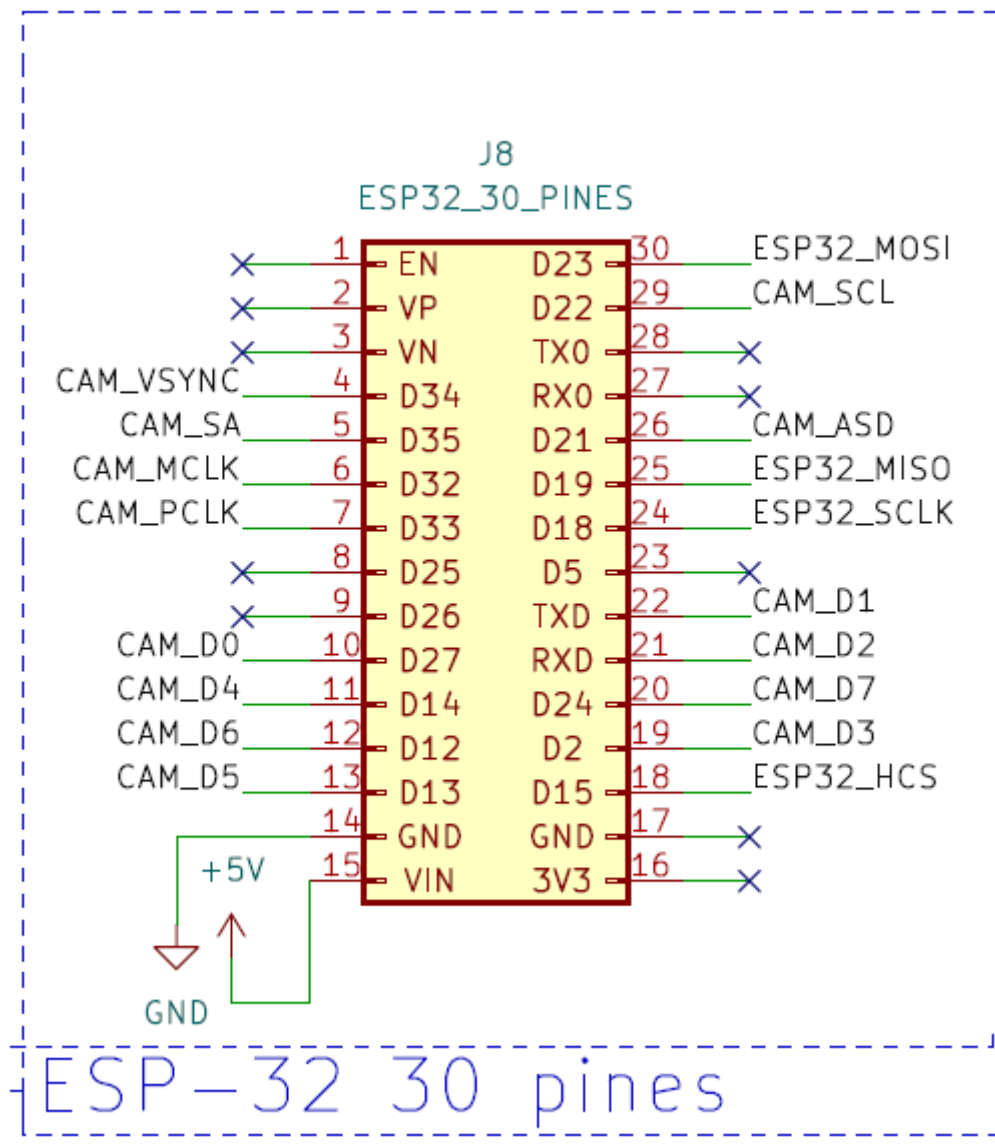 J8
ESP32_30_PINES
1 EN D23 30 ESP32_MOSI
2 VP D22 29 CAM_SCL
3 VN TX0 28
CAM_VSYNC 4 D34 RX0 27
CAM_SA 5 D35 D21 26 CAM_ASD
CAM_MCLK 6 D32 D19 25 ESP32_MISO
CAM_PCLK 7 D33 D18 24 ESP32_SCLK
8 D25 D5 23
9 D26 TXD 22 CAM_D1
CAM_D0 10 D27 RXD 21 CAM_D2
CAM_D4 11 D14 D24 20 CAM_D7
CAM_D6 12 D12 D2 19 CAM_D3
CAM_D5 13 D13 D15 18 ESP32_HCS
14 GND GND 17
+5V 15 VIN 3V3 16
GND
ESP-32 30 pines